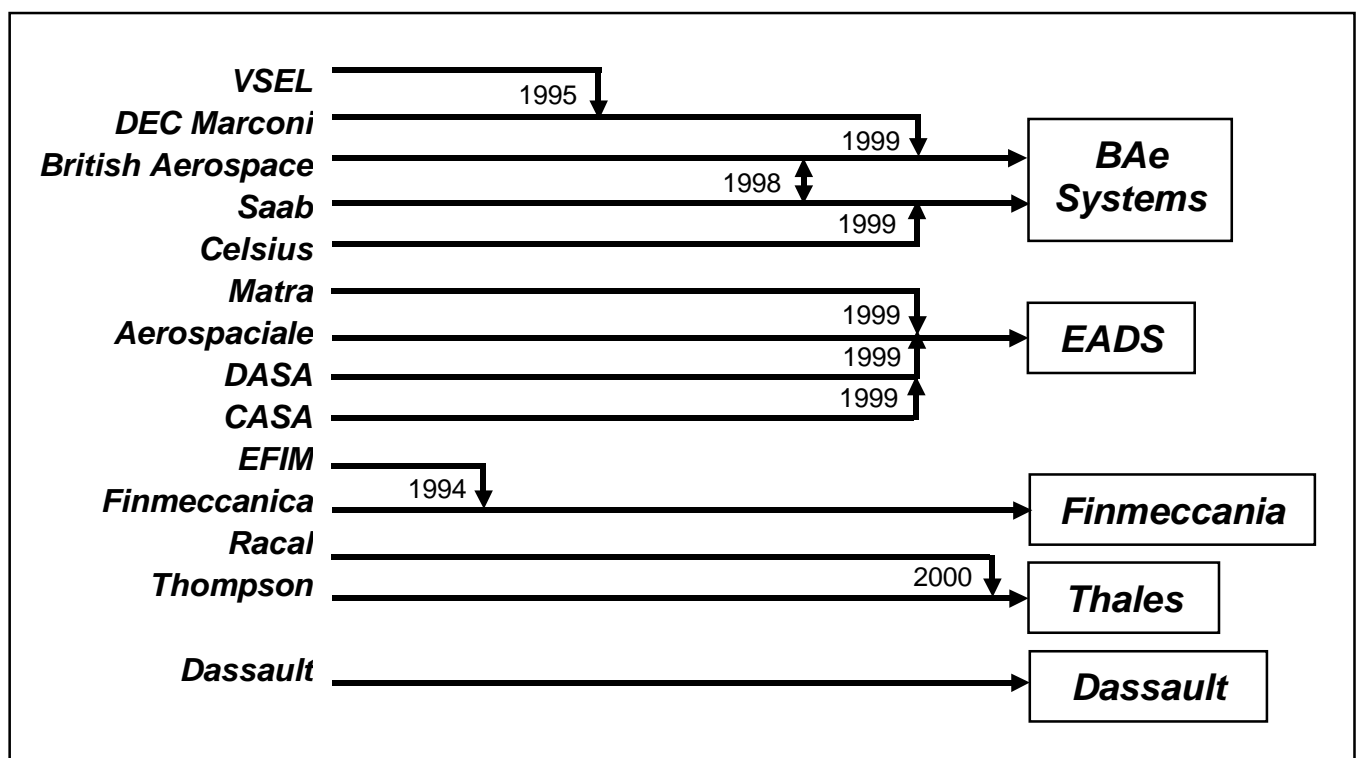 VSEL
1995
DEC Marconi
1999
British Aerospace
BAe
Systems
1998
Saab
1999
Celsius
Matra
1999
Aerospaciale
EADS
1999
DASA
1999
CASA
EFIM
1994
Finmeccanica
Finmeccania
Racal
2000
Thompson
Thales
Dassault
Dassault